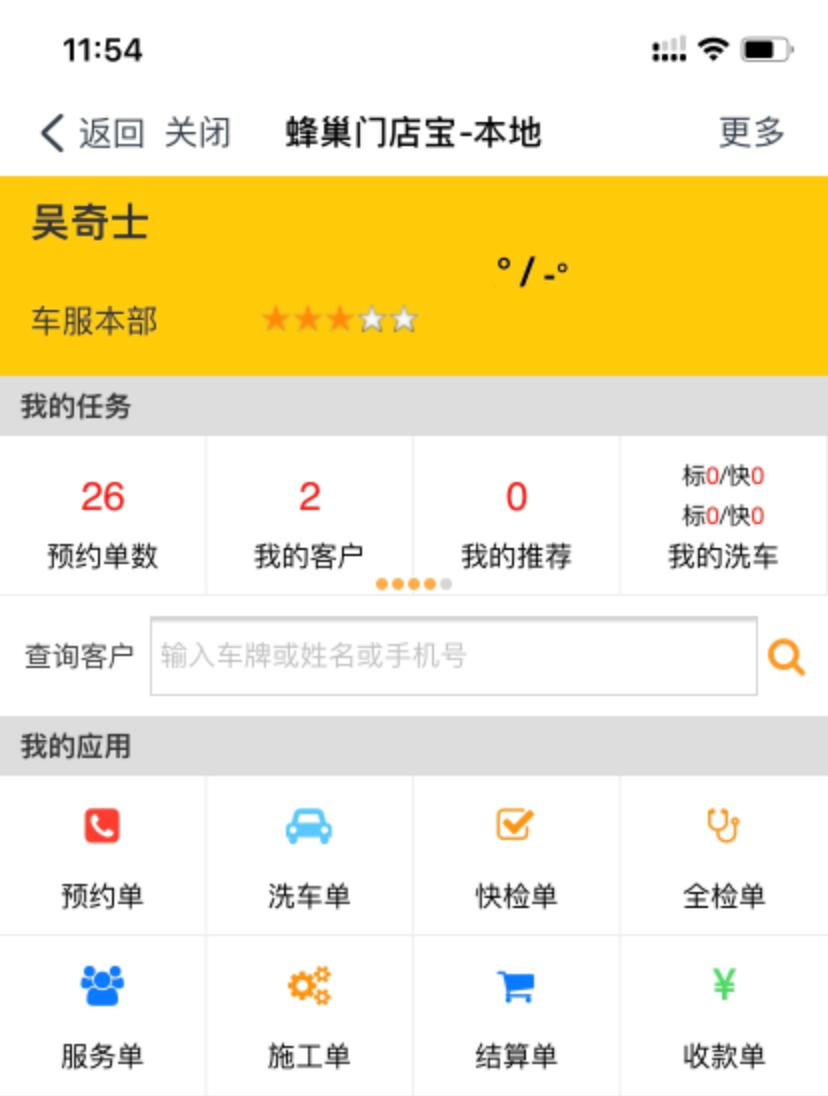 11:54
返回 关闭 蜂巢门店宝-本地 更多
吴奇士
° / -°
车服本部
我的任务
26 2 0 标0/快0
标0/快0
预约单数 我的客户 我的推荐 我的洗车
查询客户 输入车牌或姓名或手机号
我的应用
预约单 洗车单 快检单 全检单
¥
服务单 施工单 结算单 收款单